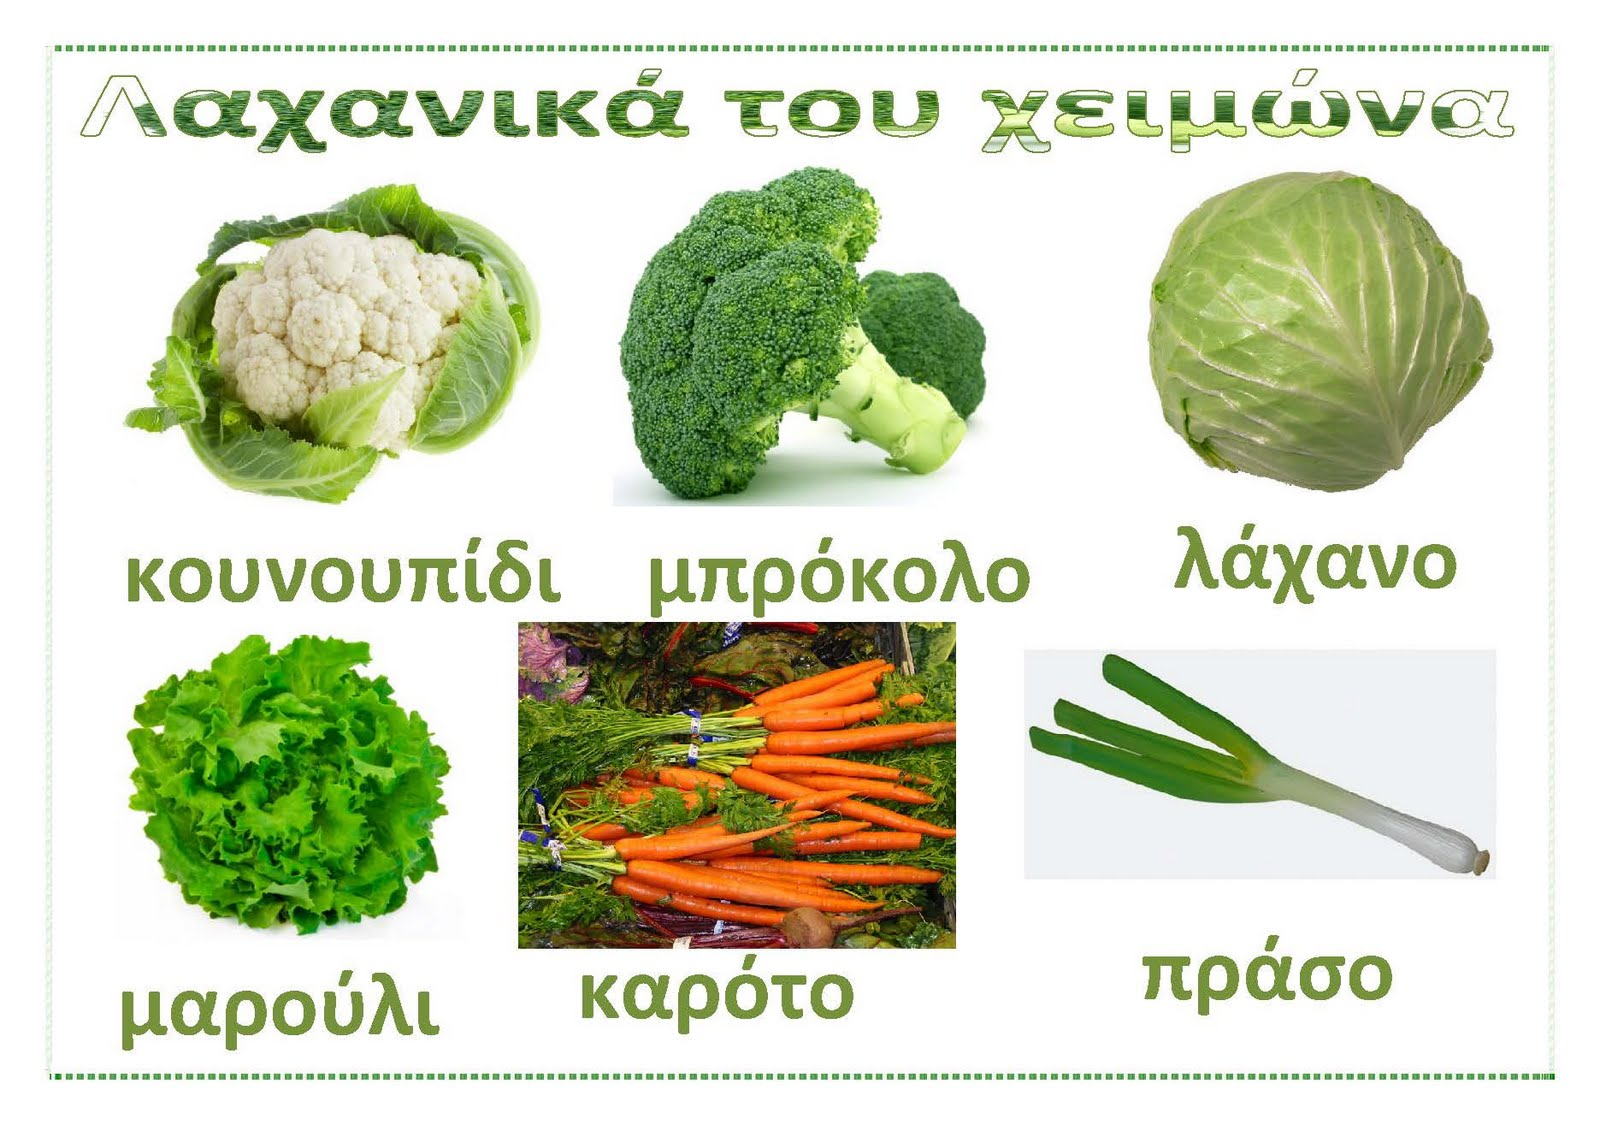 Λαχανικά του χειμώνα
κουνουπίδι
μπρόκολο
λάχανο
μαρούλι
καρότο
πράσο